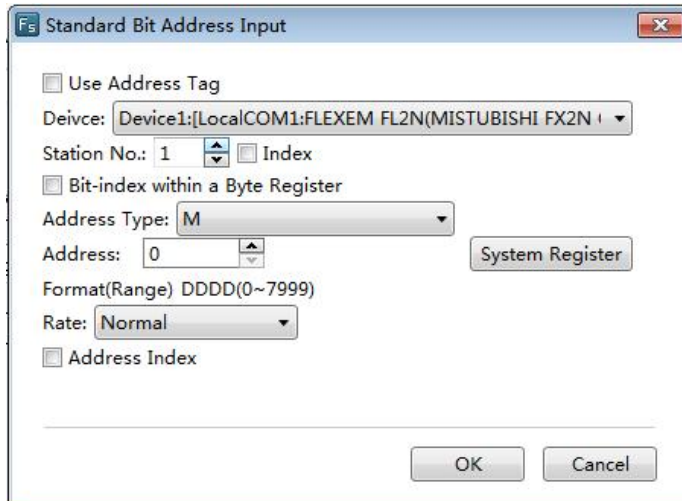 Fs Standard Bit Address Input
Use Address Tag
Deivce: Device1:[LocalCOM1:FLEXEM FL2N(MISTUBISHI FX2N
Station No.: 1 Index
Bit-index within a Byte Register
Address Type: M
Address: 0 System Register
Format(Range) DDDD(0~7999)
Rate: Normal
Address Index
OK Cancel